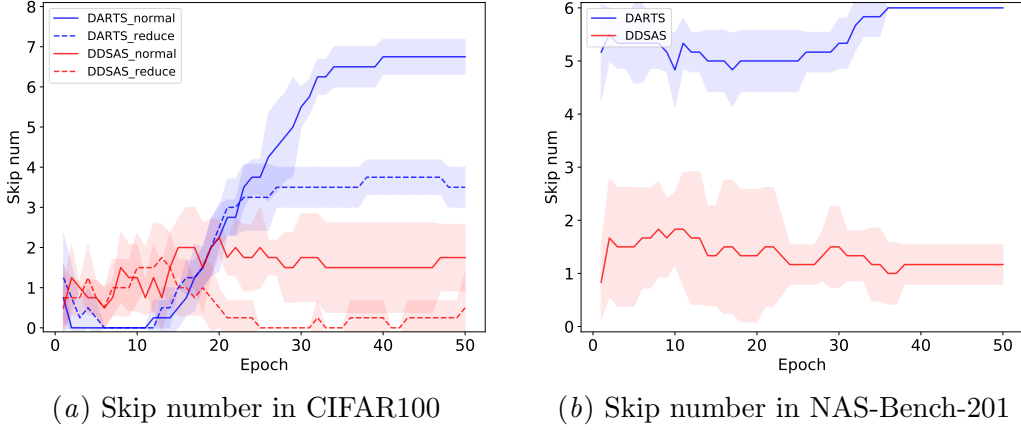 8
7
6
5
4
3
2
1
0
Skip num
DARTS_normal
DARTS_reduce
DDSAS_normal
DDSAS_reduce
0 10 20 30 40 50
Epoch
(a) Skip number in CIFAR100
6
5
4
3
2
1
0
Skip num
DARTS
DDSAS
0 10 20 30 40 50
Epoch
(b) Skip number in NAS-Bench-201